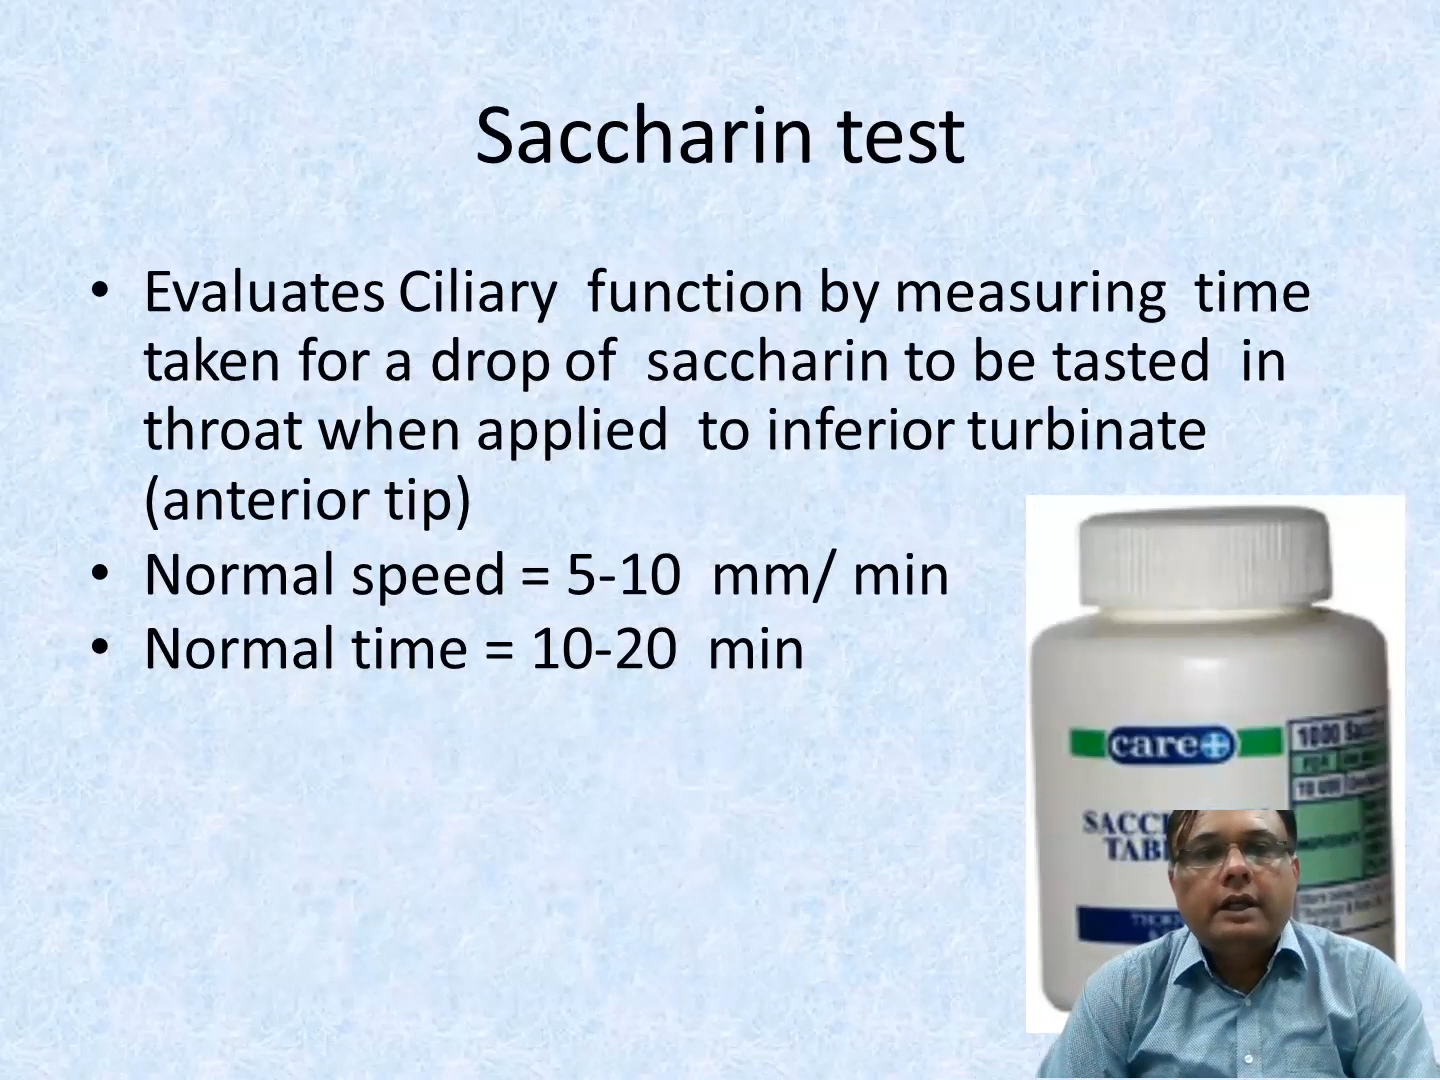 Saccharin test
• Evaluates Ciliary function by measuring time
taken for a drop of saccharin to be tasted in
throat when applied to inferior turbinate
(anterior tip)
• Normal speed = 5-10 mm/ min
• Normal time = 10-20 min
care
1000